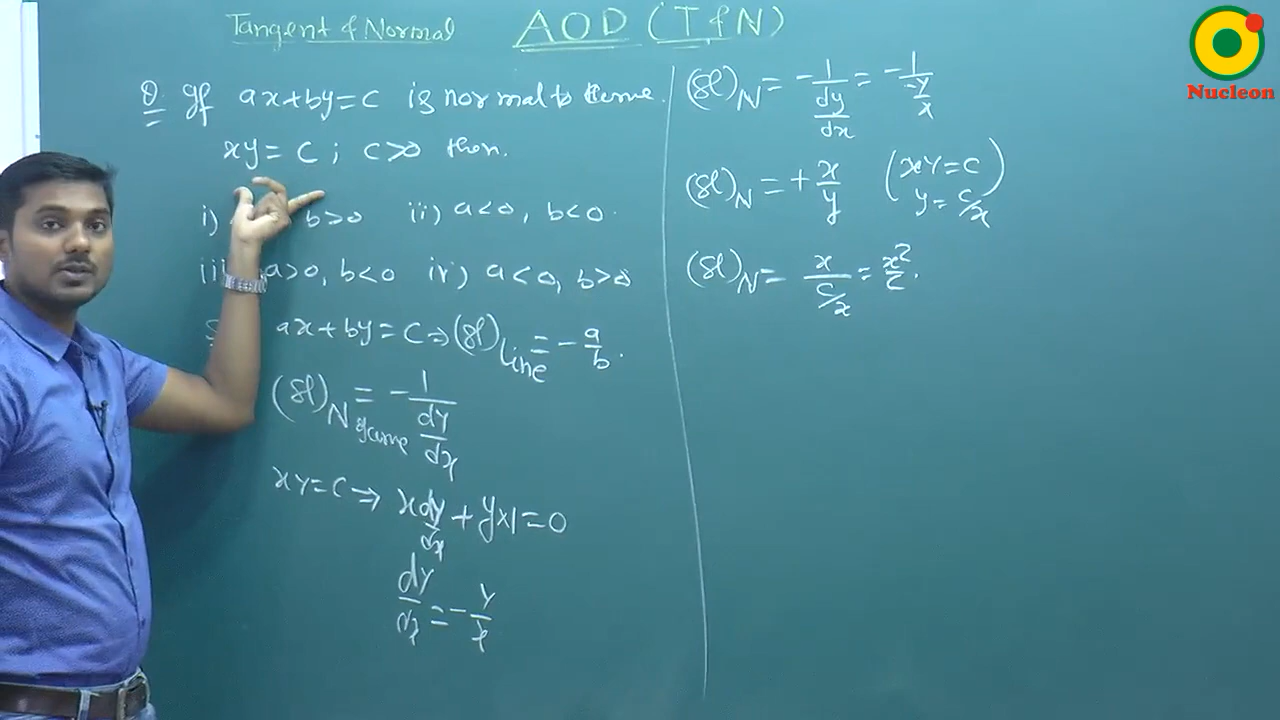 Tangent & Normal AOD (T & N)
Q. If ax+by=c is normal to curve.
xy=c; c>0 then.
i) b>0 ii) a<0, b<0.
iii a>0, b<0 iv) a<0, b>0
ax+by=c⇒(Sl)line=-a/b.
(Sl)N curve=-1/(dy/dx)
xy=c⇒ x dy/dx+y×1=0
dy/dx=-y/x
(Sl)N=-1/(dy/dx)=-1/(-y/x)
(Sl)N=+x/y (xy=c
y=c/x)
(Sl)N=x/(c/x)=x²/c.
Nucleon